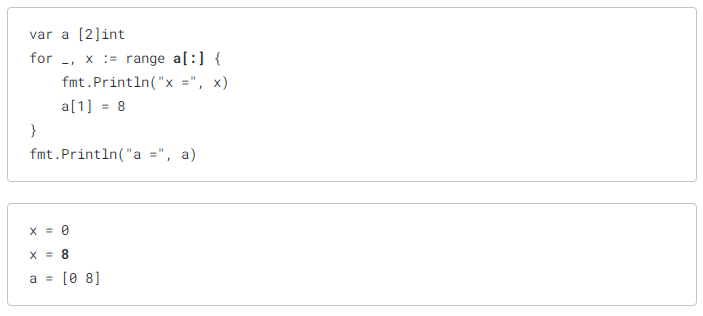 var a [2]int
for _, x := range a[:] {
    fmt.Println("x =", x)
    a[1] = 8
}
fmt.Println("a =", a)
x = 0
x = 8
a = [0 8]